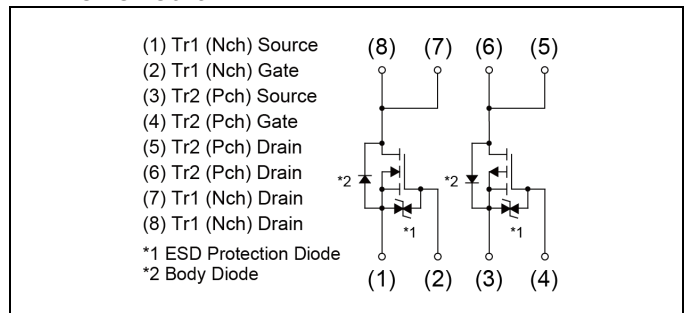 (1) Tr1 (Nch) Source
(2) Tr1 (Nch) Gate
(3) Tr2 (Pch) Source
(4) Tr2 (Pch) Gate
(5) Tr2 (Pch) Drain
(6) Tr2 (Pch) Drain
(7) Tr1 (Nch) Drain
(8) Tr1 (Nch) Drain
*1 ESD Protection Diode
*2 Body Diode
(8) (7) (6) (5)
*2 *2
*1 *1
(1) (2) (3) (4)